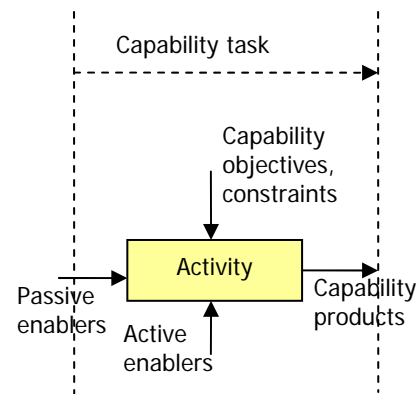 Capability task
Capability
objectives,
constraints
Activity
Passive
enablers
Active
enablers
Capability
products